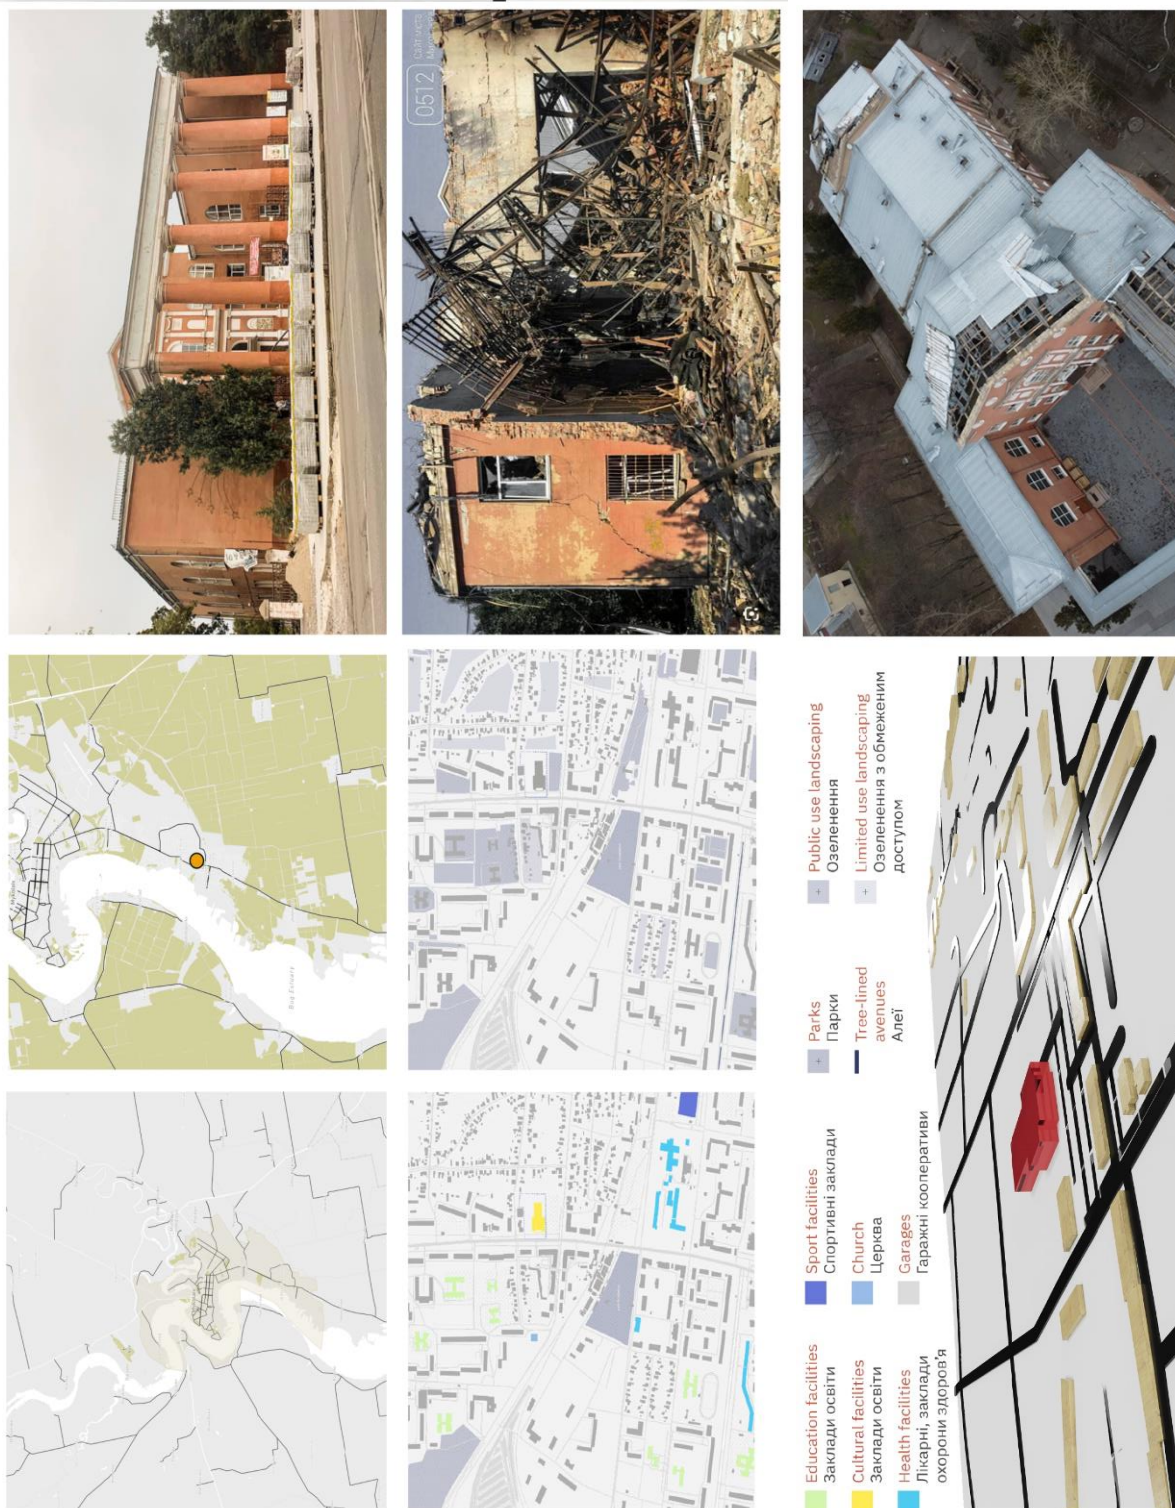 0512
САЙТ МІСТА
Education facilities
Заклади освіти
Cultural facilities
Заклади освіти
Health facilities
Лікарні, заклади
охорони здоров'я
Sport facilities
Спортивні заклади
Church
Церква
Garages
Гаражні кооперативи
Parks
Парки
Tree-lined
avenues
Алеї
Public use landscaping
Озеленення
Limited use landscaping
Озеленення з обмеженим
доступом
Bug Estuary